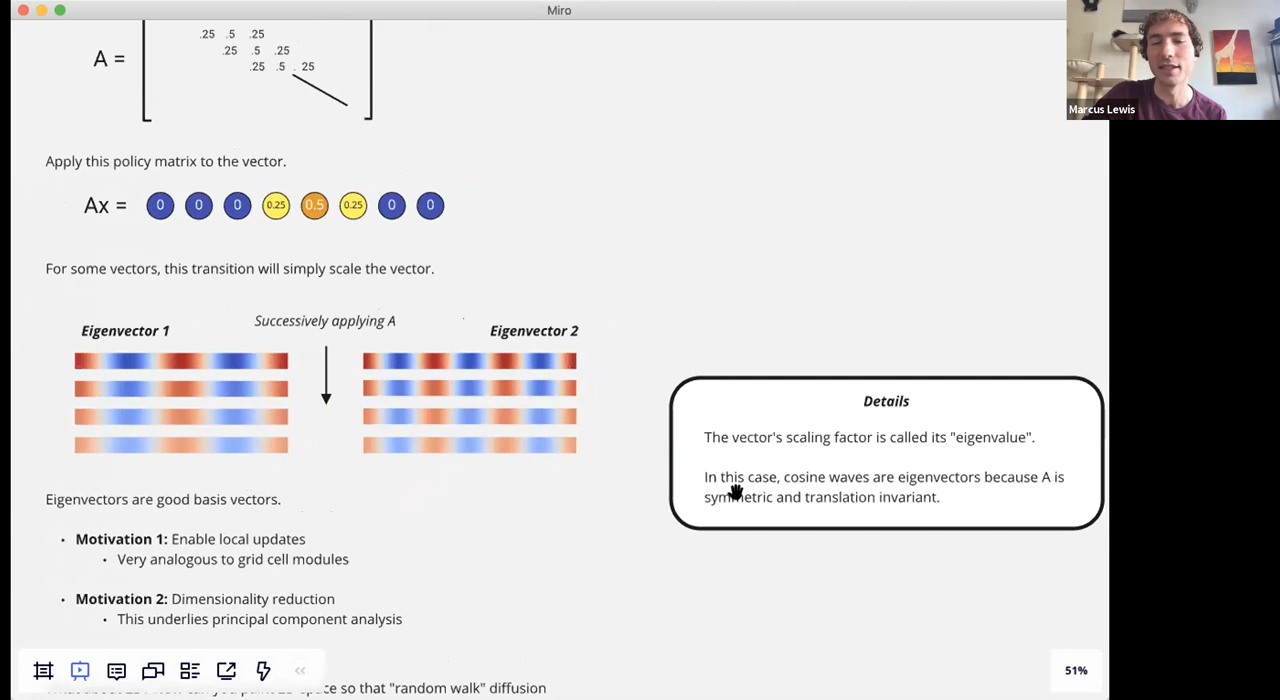 Miro
.25 .5 .25
.25 .5 .25
A =
.25 .5 . 25
Marcus Lewis
Apply this policy matrix to the vector.
Ax = 0 0 0 0.25 0.5 0.25 0 0
For some vectors, this transition will simply scale the vector.
Successively applying A
Eigenvector 1
Eigenvector 2
Details
The vector's scaling factor is called its "eigenvalue".
In this case, cosine waves are eigenvectors because A is
symmetric and translation invariant.
Eigenvectors are good basis vectors.
· Motivation 1: Enable local updates
· Very analogous to grid cell modules
· Motivation 2: Dimensionality reduction
· This underlies principal component analysis
51%
so that "random walk" diffusion